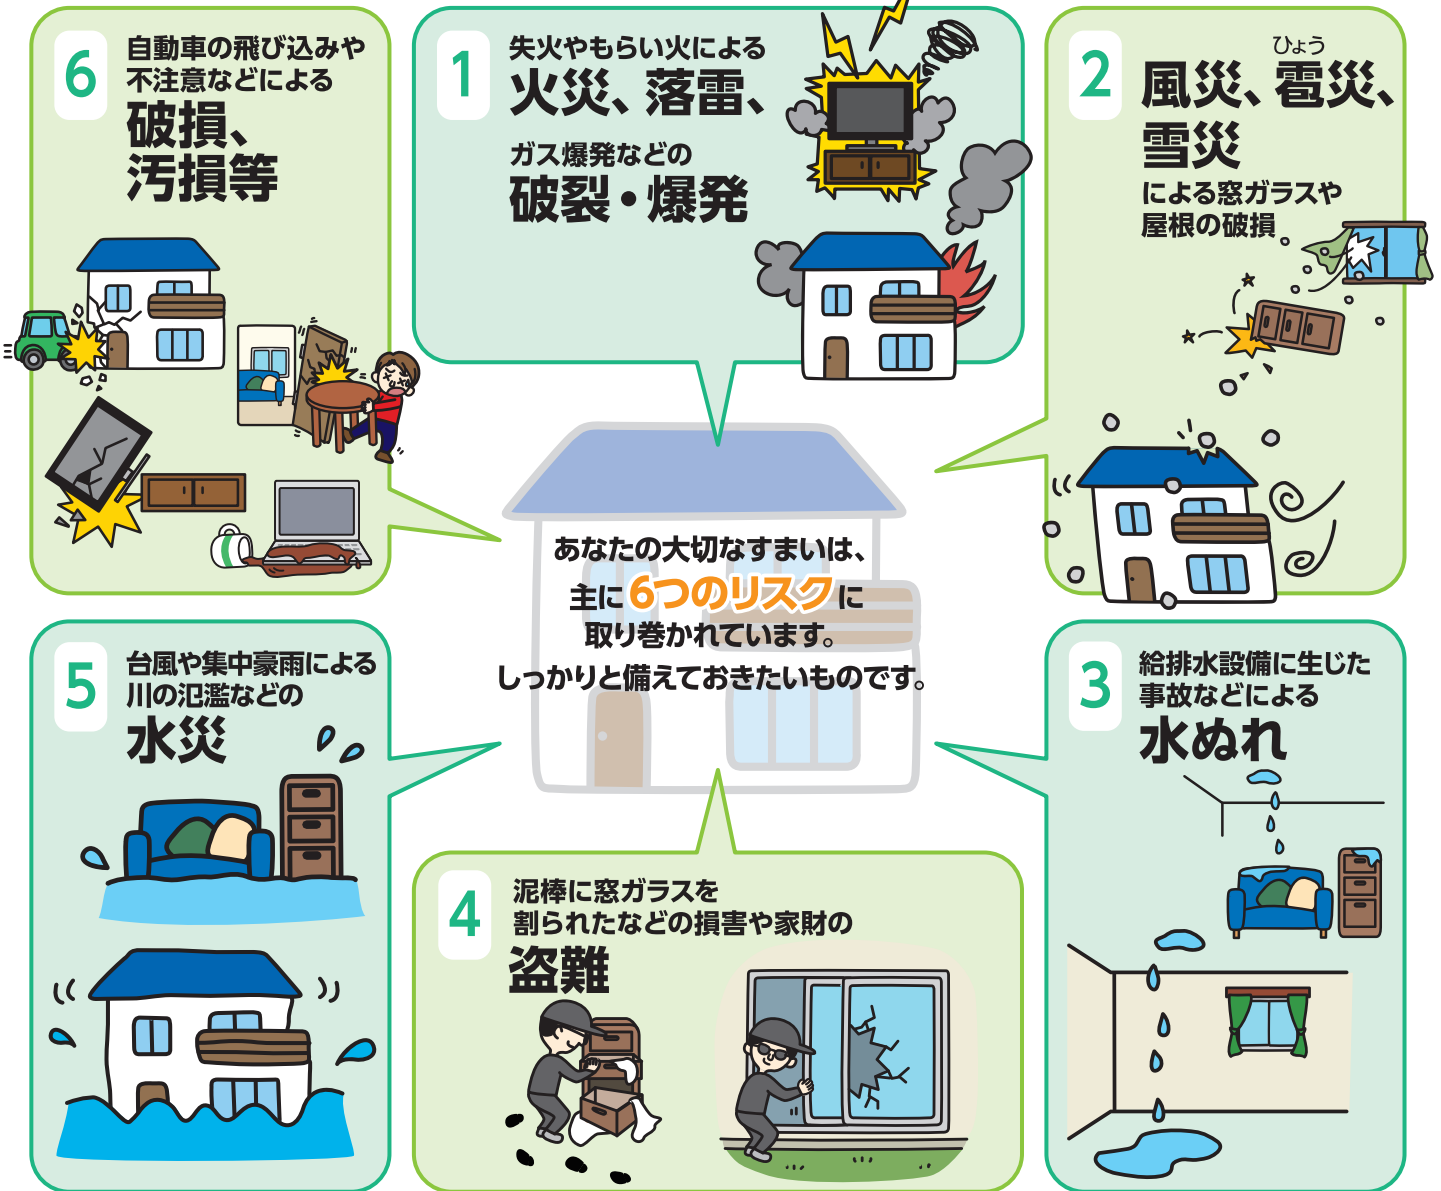 1
失火やもらい火による
火災、落雷、
ガス爆発などの
破裂・爆発
2
ひょう
風災、雹災、
雪災
による窓ガラスや
屋根の破損
3
給排水設備に生じた
事故などによる
水ぬれ
4
泥棒に窓ガラスを
割られたなどの損害や家財の
盗難
5
台風や集中豪雨による
川の氾濫などの
水災
6
自動車の飛び込みや
不注意などによる
破損、
汚損等
あなたの大切なすまいは、
主に6つのリスクに
取り巻かれています。
しっかりと備えておきたいものです。